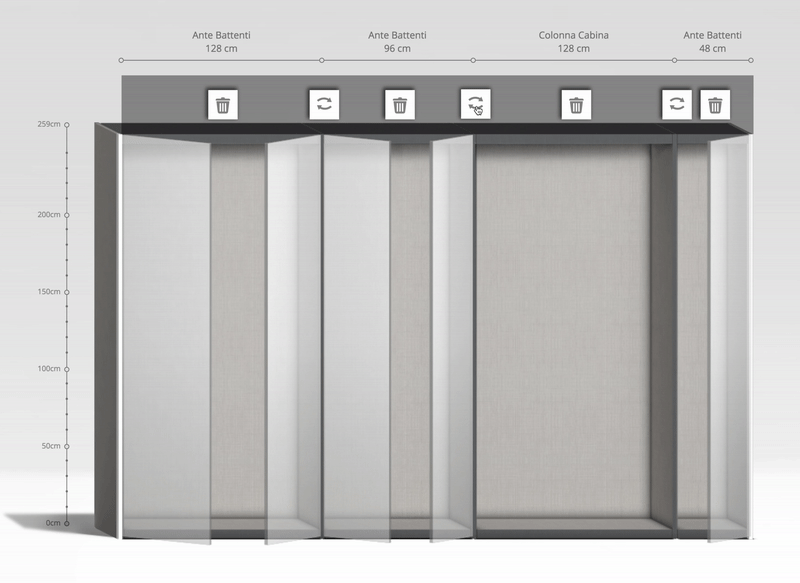 Ante Battenti
128 cm
Ante Battenti
96 cm
Colonna Cabina
128 cm
Ante Battenti
48 cm
259cm
200cm
150cm
100cm
50cm
0cm